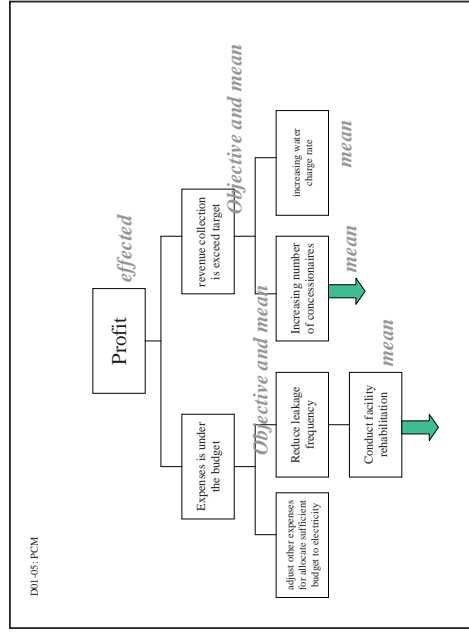 D01-05: PCM
Profit
effected
Expenses is under
the budget
revenue collection
is exceed target
Objective and mean
Objective and mean
adjust other expenses
for allocate sufficient
budget to electricity
Reduce leakage
frequency
Increasing number
of concessionaires
increasing water
charge rate
mean
mean
Conduct facility
rehabilitation
mean